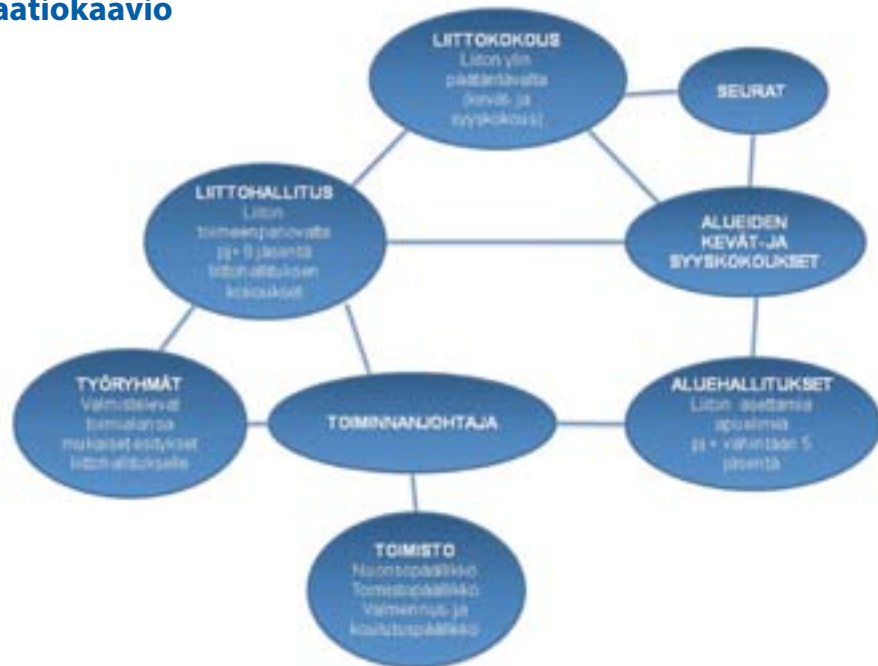 aatiokaavio
LIITTOKOKOUS
Liiton ylin
päätäntävalta
(kevät- ja
syyskokous)
SEURAT
LIITTOHALLITUS
Liiton
toimeenpanovalta
pj+ 9 jäsentä
liittohallituksen
kokoukset
ALUEIDEN
KEVÄT-JA
SYYSKOKOUKSET
TYÖRYHMÄT
Valmistelevat
toimialansa
mukaiset esitykset
liittohallitukselle
TOIMINNANJOHTAJA
ALUEHALLITUKSET
Liiton asettamia
apuelimiä
pj + vähintään 5
jäsentä
TOIMISTO
Nuorisopäällikkö
Toimistopäällikkö
Valmennus- ja
koulutuspäällikkö